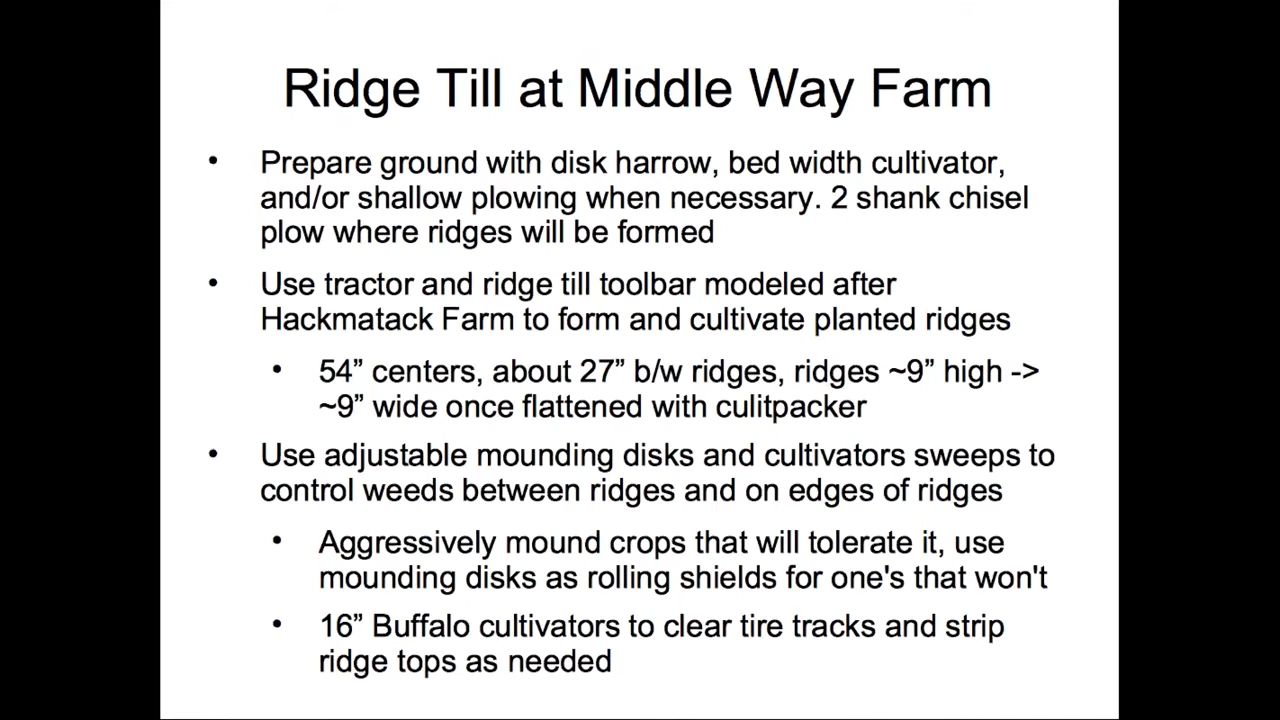 Ridge Till at Middle Way Farm
• Prepare ground with disk harrow, bed width cultivator,
and/or shallow plowing when necessary. 2 shank chisel
plow where ridges will be formed
• Use tractor and ridge till toolbar modeled after
Hackmatack Farm to form and cultivate planted ridges
• 54” centers, about 27” b/w ridges, ridges ~9” high ->
~9” wide once flattened with culitpacker
• Use adjustable mounding disks and cultivators sweeps to
control weeds between ridges and on edges of ridges
• Aggressively mound crops that will tolerate it, use
mounding disks as rolling shields for one's that won't
• 16” Buffalo cultivators to clear tire tracks and strip
ridge tops as needed